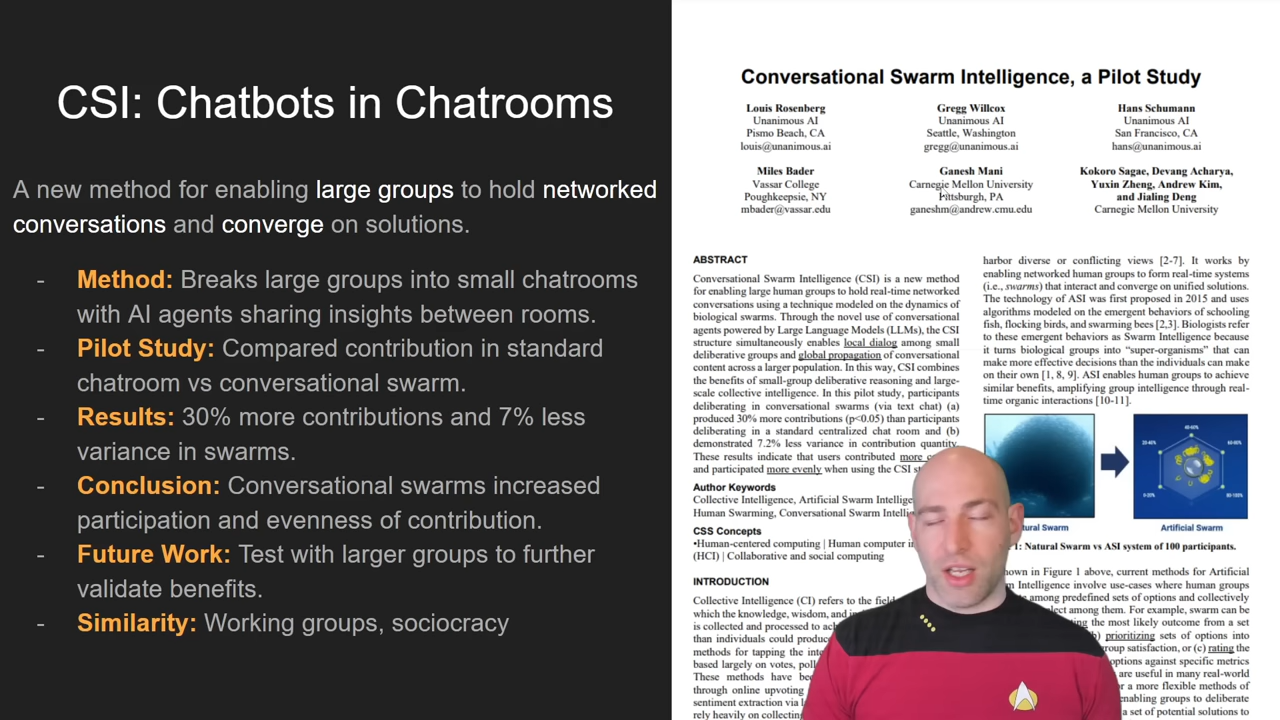 CSI: Chatbots in Chatrooms
A new method for enabling large groups to hold networked
conversations and converge on solutions.
- Method: Breaks large groups into small chatrooms
with AI agents sharing insights between rooms.
- Pilot Study: Compared contribution in standard
chatroom vs conversational swarm.
- Results: 30% more contributions and 7% less
variance in swarms.
- Conclusion: Conversational swarms increased
participation and evenness of contribution.
- Future Work: Test with larger groups to further
validate benefits.
- Similarity: Working groups, sociocracy
Conversational Swarm Intelligence, a Pilot Study
Louis Rosenberg
Unanimous AI
Pismo Beach, CA
louis@unanimous.ai
Gregg Willcox
Unanimous AI
Seattle, Washington
gregg@unanimous.ai
Hans Schumann
Unanimous AI
San Francisco, CA
hans@unanimous.ai
Miles Bader
Vassar College
Poughkeepsie, NY
mbader@vassar.edu
Ganesh Mani
Carnegie Mellon University
Pittsburgh, PA
ganeshm@andrew.cmu.edu
Kokoro Sagae, Devang Acharya,
Yuxin Zheng, Andrew Kim,
and Jialing Deng
Carnegie Mellon University
ABSTRACT
Conversational Swarm Intelligence (CSI) is a new method
for enabling large human groups to hold real-time networked
conversations using a technique modeled on the dynamics of
biological swarms. Through the novel use of conversational
agents powered by Large Language Models (LLMs), the CSI
structure simultaneously enables local dialog among small
deliberative groups and global propagation of conversational
content across a larger population. In this way, CSI combines
the benefits of small-group deliberative reasoning and large-
scale collective intelligence. In this pilot study, participants
deliberating in conversational swarms (via text chat) (a)
produced 30% more contributions (p<0.05) than participants
deliberating in a standard centralized chat room and (b)
demonstrated 7.2% less variance in contribution quantity.
These results indicate that users contributed more
and participated more evenly when using the CSI
Author Keywords
Collective Intelligence, Artificial Swarm
Human Swarming, Conversational Swarm
CSS Concepts
•Human-centered computing | Human computer
(HCI) | Collaborative and social computing
INTRODUCTION
Collective Intelligence (CI) refers to the field
which the knowledge, wisdom, and
is collected and processed to
than individuals could
methods for tapping the
based largely on votes,
These methods have
through online upvoting
sentiment extraction via
rely heavily on
harbor diverse or conflicting views [2-7]. It works by
enabling networked human groups to form real-time systems
(i.e., swarms) that interact and converge on unified solutions.
The technology of ASI was first proposed in 2015 and uses
algorithms modeled on the emergent behaviors of schooling
fish, flocking birds, and swarming bees [2,3]. Biologists refer
to these emergent behaviors as Swarm Intelligence because
it turns biological groups into “super-organisms” that can
make more effective decisions than the individuals can make
on their own [1, 8, 9]. ASI enables human groups to achieve
similar benefits, amplifying group intelligence through real-
time organic interactions [10-11].
Swarm
Artificial Swarm
1: Natural Swarm vs ASI system of 100 participants.
shown in Figure 1 above, current methods for Artificial
Intelligence involve use-cases where human groups
among predefined sets of options and collectively
among them. For example, swarm can be
the most likely outcome from a set
prioritizing sets of options into
group satisfaction, or (c) rating the
options against specific metrics
are useful in many real-world
or a more flexible methods of
enabling groups to deliberate
a set of potential solutions to